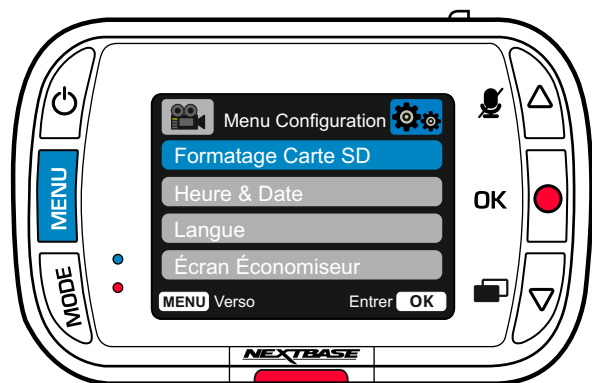 Menu Configuration
MENU
Formatage Carte SD
Heure & Date
OK
Langue
MODE
Écran Économiseur
MENU Verso Entrer OK
NEXTBASE